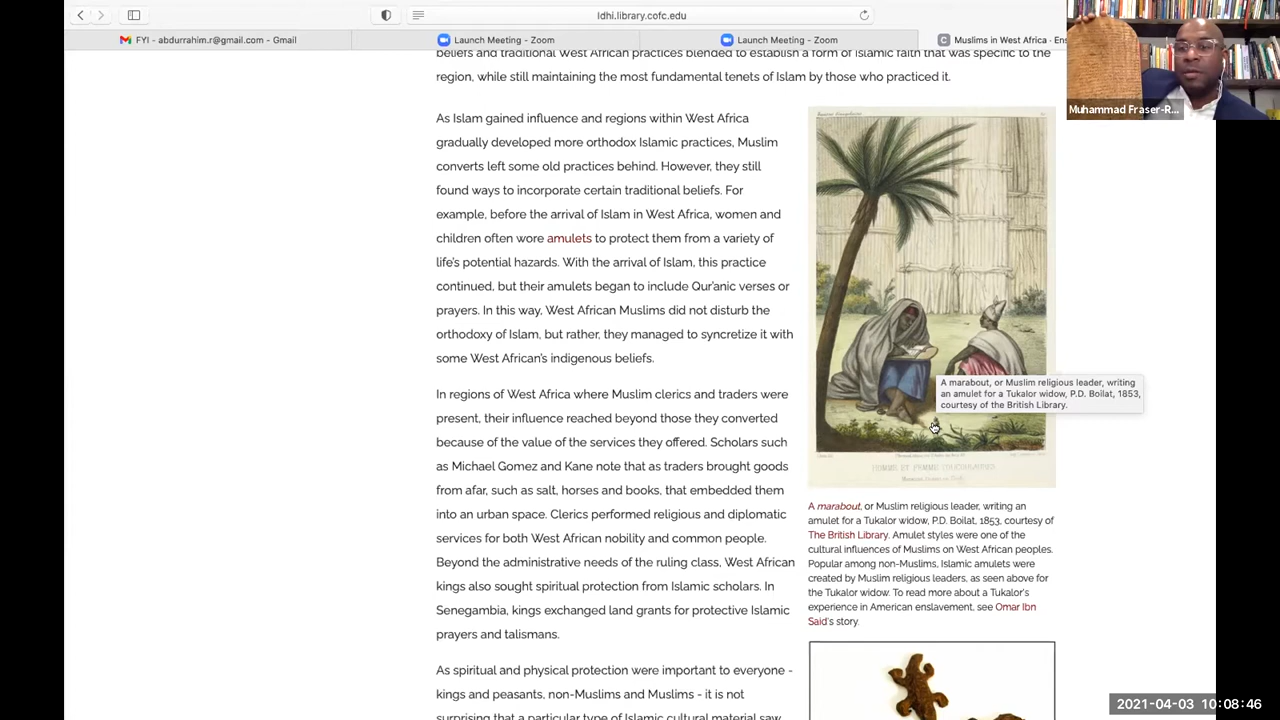 ldhi.library.cofc.edu
FYI - abdurrahim.r@gmail.com - Gmail
Launch Meeting - Zoom
Launch Meeting - Zoom
Muslims in West Africa · Ens
Muhammad Fraser-R...
beliefs and traditional West African practices blended to establish a form of Islamic faith that was specific to the
region, while still maintaining the most fundamental tenets of Islam by those who practiced it.
As Islam gained influence and regions within West Africa
gradually developed more orthodox Islamic practices, Muslim
converts left some old practices behind. However, they still
found ways to incorporate certain traditional beliefs. For
example, before the arrival of Islam in West Africa, women and
children often wore amulets to protect them from a variety of
life's potential hazards. With the arrival of Islam, this practice
continued, but their amulets began to include Qur'anic verses or
prayers. In this way, West African Muslims did not disturb the
orthodoxy of Islam, but rather, they managed to syncretize it with
some West African's indigenous beliefs.
In regions of West Africa where Muslim clerics and traders were
present, their influence reached beyond those they converted
because of the value of the services they offered. Scholars such
as Michael Gomez and Kane note that as traders brought goods
from afar, such as salt, horses and books, that embedded them
into an urban space. Clerics performed religious and diplomatic
services for both West African nobility and common people.
Beyond the administrative needs of the ruling class, West African
kings also sought spiritual protection from Islamic scholars. In
Senegambia, kings exchanged land grants for protective Islamic
prayers and talismans.
As spiritual and physical protection were important to everyone -
kings and peasants, non-Muslims and Muslims - it is not
surprising that a particular type of Islamic cultural material saw
A marabout, or Muslim religious leader, writing
an amulet for a Tukalor widow, P.D. Boilat, 1853,
courtesy of the British Library.
HOMME ET FEMME TOUCOULAURES
A marabout, or Muslim religious leader, writing an
amulet for a Tukalor widow, P.D. Boilat, 1853, courtesy of
The British Library. Amulet styles were one of the
cultural influences of Muslims on West African peoples.
Popular among non-Muslims, Islamic amulets were
created by Muslim religious leaders, as seen above for
the Tukalor widow. To read more about a Tukalor's
experience in American enslavement, see Omar Ibn
Said's story.
2021-04-03 10:08:46